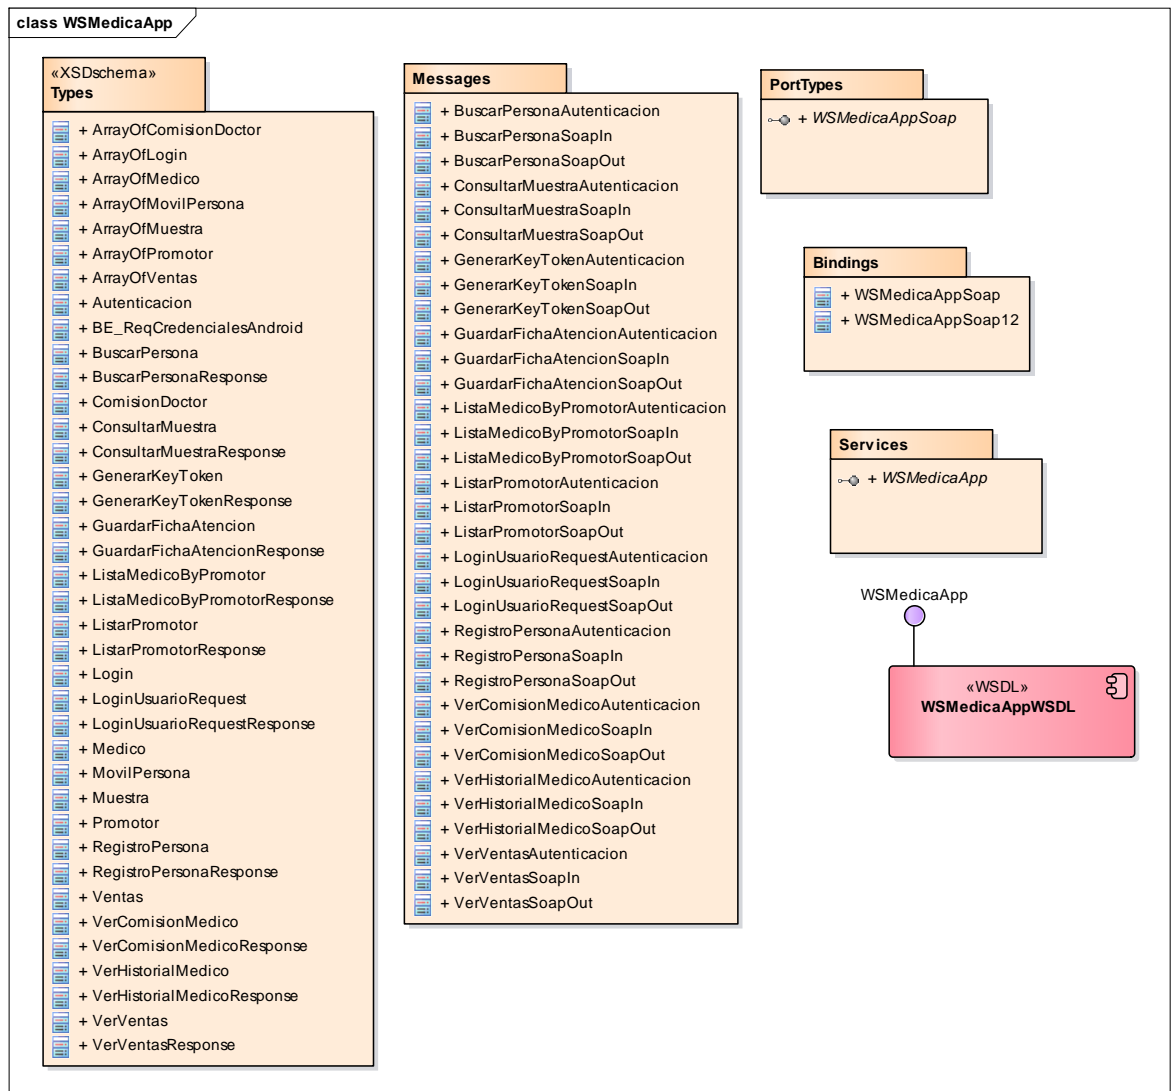 class WSMedicaApp
«XSDschema»
Types
+ ArrayOfComisionDoctor
+ ArrayOfLogin
+ ArrayOfMedico
+ ArrayOfMovilPersona
+ ArrayOfMuestra
+ ArrayOfPromotor
+ ArrayOfVentas
+ Autenticacion
+ BE_ReqCredencialesAndroid
+ BuscarPersona
+ BuscarPersonaResponse
+ ComisionDoctor
+ ConsultarMuestra
+ ConsultarMuestraResponse
+ GenerarKeyToken
+ GenerarKeyTokenResponse
+ GuardarFichaAtencion
+ GuardarFichaAtencionResponse
+ ListaMedicoByPromotor
+ ListaMedicoByPromotorResponse
+ ListarPromotor
+ ListarPromotorResponse
+ Login
+ LoginUsuarioRequest
+ LoginUsuarioRequestResponse
+ Medico
+ MovilPersona
+ Muestra
+ Promotor
+ RegistroPersona
+ RegistroPersonaResponse
+ Ventas
+ VerComisionMedico
+ VerComisionMedicoResponse
+ VerHistorialMedico
+ VerHistorialMedicoResponse
+ VerVentas
+ VerVentasResponse
Messages
+ BuscarPersonaAutenticacion
+ BuscarPersonaSoapIn
+ BuscarPersonaSoapOut
+ ConsultarMuestraAutenticacion
+ ConsultarMuestraSoapIn
+ ConsultarMuestraSoapOut
+ GenerarKeyTokenAutenticacion
+ GenerarKeyTokenSoapIn
+ GenerarKeyTokenSoapOut
+ GuardarFichaAtencionAutenticacion
+ GuardarFichaAtencionSoapIn
+ GuardarFichaAtencionSoapOut
+ ListaMedicoByPromotorAutenticacion
+ ListaMedicoByPromotorSoapIn
+ ListaMedicoByPromotorSoapOut
+ ListarPromotorAutenticacion
+ ListarPromotorSoapIn
+ ListarPromotorSoapOut
+ LoginUsuarioRequestAutenticacion
+ LoginUsuarioRequestSoapIn
+ LoginUsuarioRequestSoapOut
+ RegistroPersonaAutenticacion
+ RegistroPersonaSoapIn
+ RegistroPersonaSoapOut
+ VerComisionMedicoAutenticacion
+ VerComisionMedicoSoapIn
+ VerComisionMedicoSoapOut
+ VerHistorialMedicoAutenticacion
+ VerHistorialMedicoSoapIn
+ VerHistorialMedicoSoapOut
+ VerVentasAutenticacion
+ VerVentasSoapIn
+ VerVentasSoapOut
PortTypes
+ WSMedicaAppSoap
Bindings
+ WSMedicaAppSoap
+ WSMedicaAppSoap12
Services
+ WSMedicaApp
WSMedicaApp
«WSDL»
WSMedicaAppWSDL